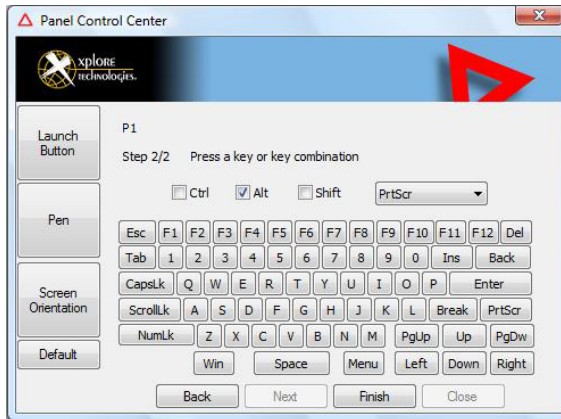 Panel Control Center
xplore
technologies.
Launch
Button
Pen
Screen
Orientation
Default
P1
Step 2/2 Press a key or key combination
Ctrl Alt Shift PrtScr
Esc F1 F2 F3 F4 F5 F6 F7 F8 F9 F10 F11 F12 Del
Tab 1 2 3 4 5 6 7 8 9 0 Ins Back
CapsLk Q W E R T Y U I O P Enter
ScrollLk A S D F G H J K L Break PrtScr
NumLk Z X C V B N M PgUp Up PgDw
Win Space Menu Left Down Right
Back Next Finish Close